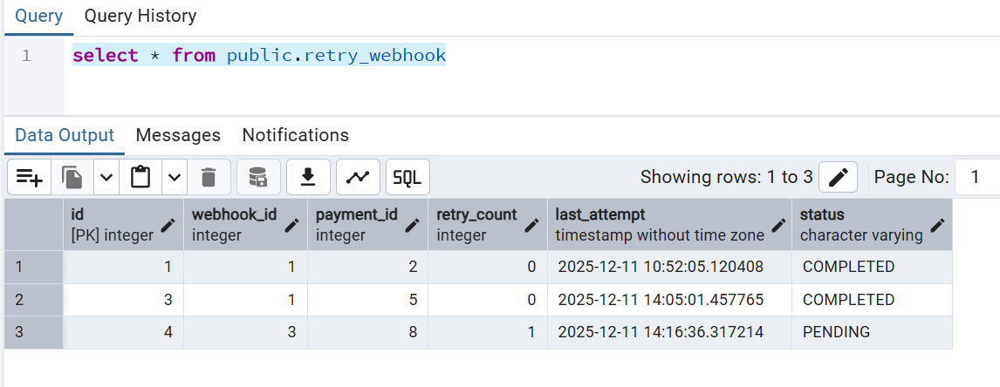 Query Query History
1 select * from public.retry_webhook
Data Output Messages Notifications
SQL Showing rows: 1 to 3 Page No: 1
id webhook_id payment_id retry_count last_attempt status
[PK] integer integer integer integer timestamp without time zone character varying
1 1 1 2 0 2025-12-11 10:52:05.120408 COMPLETED
2 3 1 5 0 2025-12-11 14:05:01.457765 COMPLETED
3 4 3 8 1 2025-12-11 14:16:36.317214 PENDING